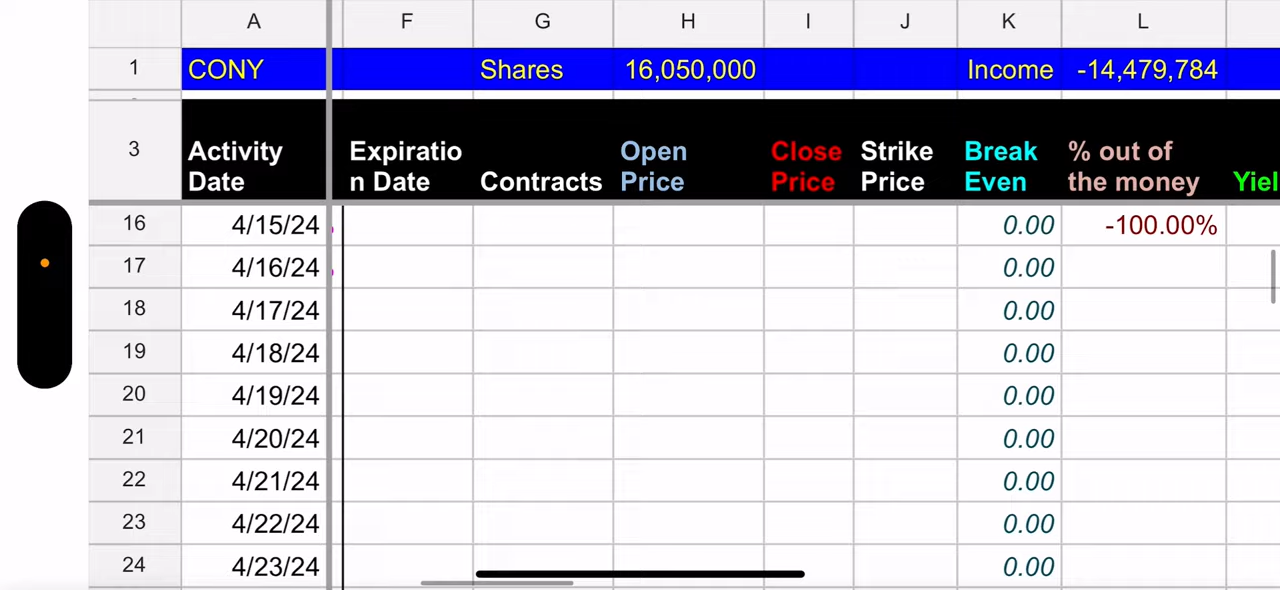 A F G H I J K L
1 CONY Shares 16,050,000 Income -14,479,784
3 Activity Date Expiratio n Date Contracts Open Price Close Price Strike Price Break Even % out of the money Yiel
16 4/15/24 0.00 -100.00%
17 4/16/24 0.00
18 4/17/24 0.00
19 4/18/24 0.00
20 4/19/24 0.00
21 4/20/24 0.00
22 4/21/24 0.00
23 4/22/24 0.00
24 4/23/24 0.00